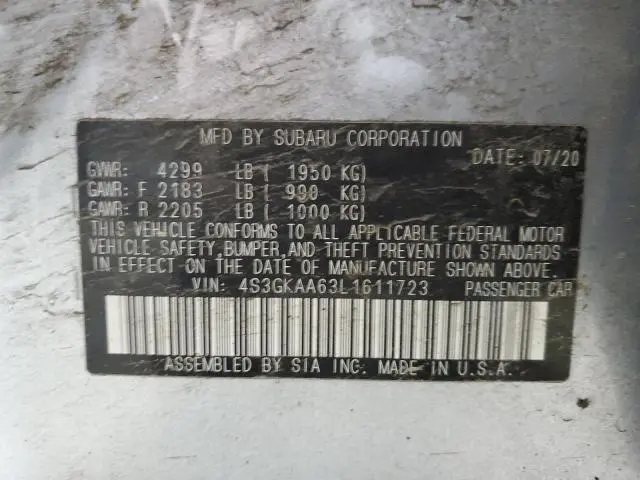 MFD BY SUBARU CORPORATION
DATE: 07/20
GVWR: 4299 LB ( 1950 KG)
GAWR: F 2183 LB ( 990 KG)
GAWR: R 2205 LB ( 1000 KG)
THIS VEHICLE CONFORMS TO ALL APPLICABLE FEDERAL MOTOR
VEHICLE SAFETY, BUMPER, AND THEFT PREVENTION STANDARDS
IN EFFECT ON THE DATE OF MANUFACTURE SHOWN ABOVE.
VIN: 4S3GKAA63L1611723 PASSENGER CAR
ASSEMBLED BY SIA INC. MADE IN U.S.A.